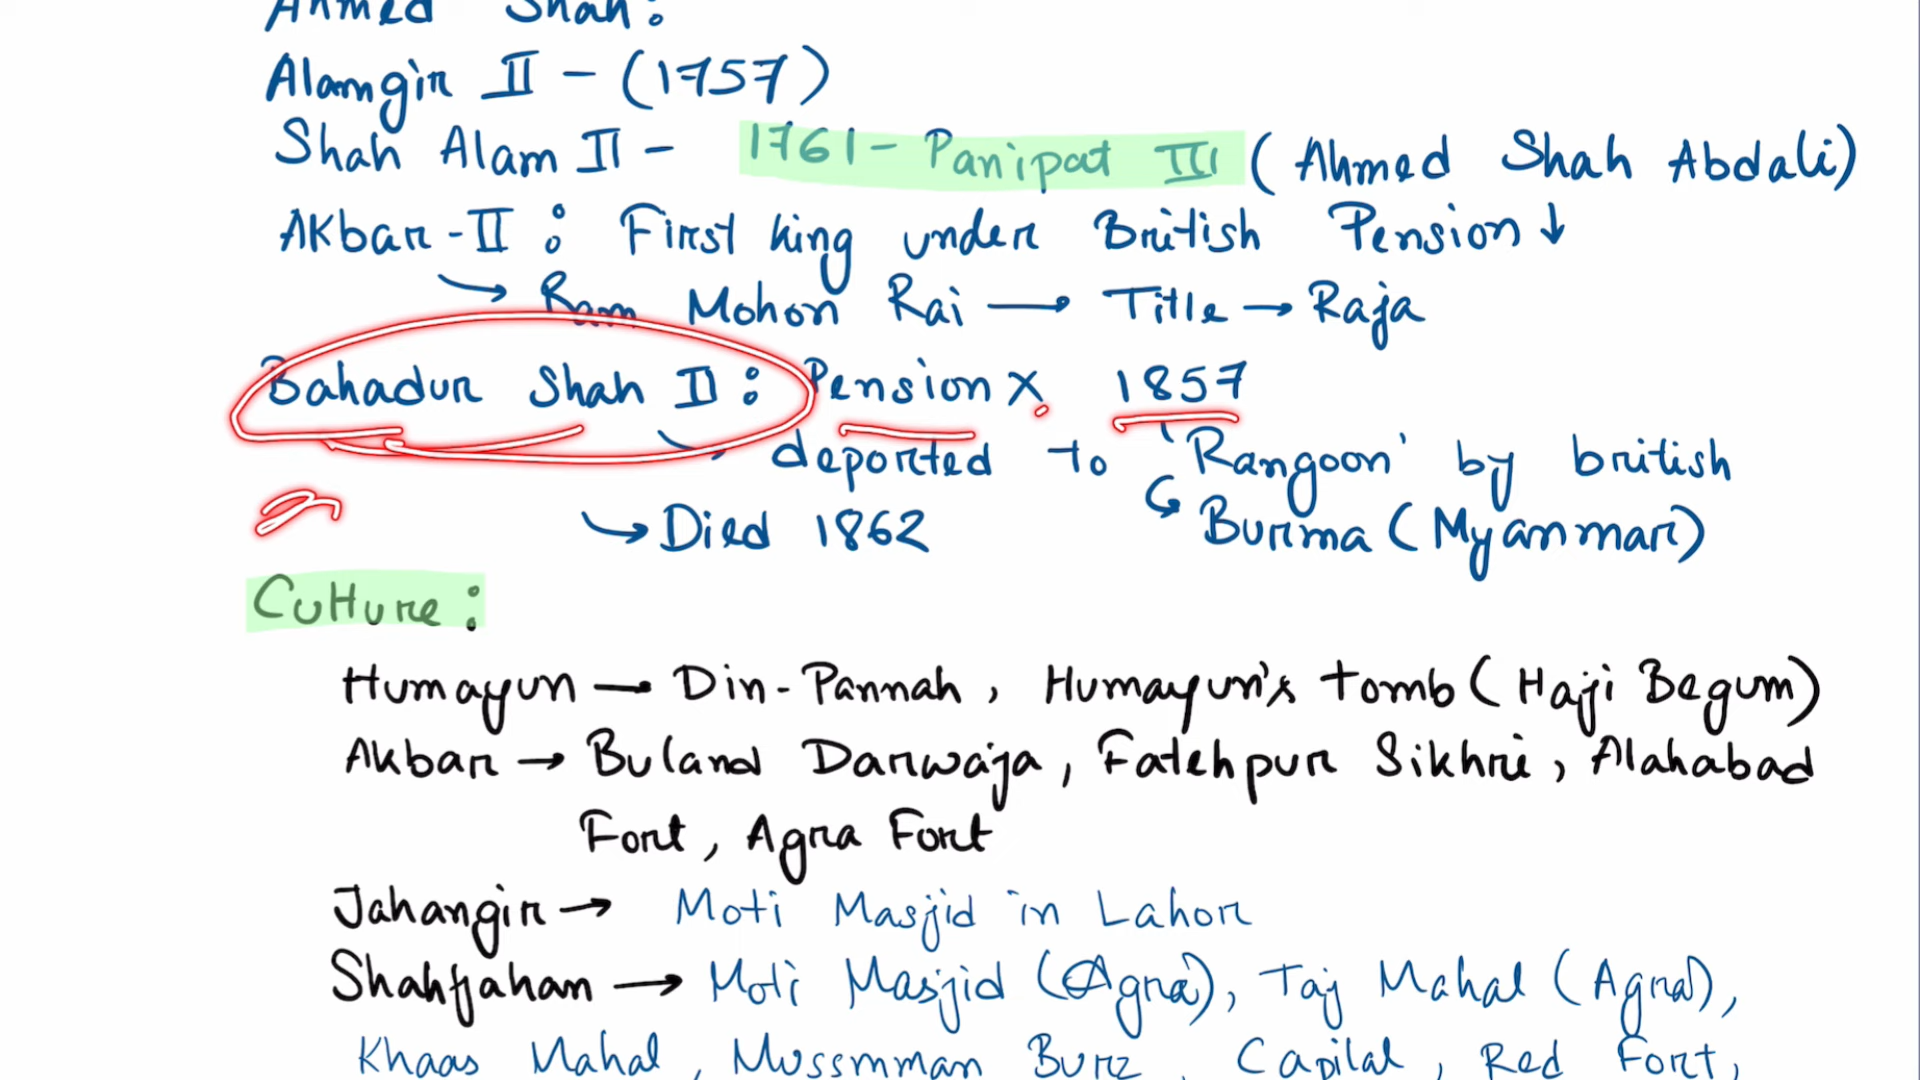 Ahmed Shah:
Alamgir II - (1757)
Shah Alam II - 1761 - Panipat III (Ahmed Shah Abdali)
Akbar-II : First king under British Pension ↓
→ Ram Mohon Rai → Title → Raja
Bahadur Shah II : Pension x 1857
↘ deported to 'Rangoon' by british
↳ Burma (Myanmar)
↘ Died 1862
Culture :
Humayun → Din-Pannah, Humayun's tomb (Haji Begum)
Akbar → Buland Darwaja, Fatehpur Sikhri, Alahabad
Fort, Agra Fort
Jahangir → Moti Masjid in Lahor
Shahjahan → Moti Masjid (Agra), Taj Mahal (Agra),
Khaas Mahal, Mussmman Burz, Capital, Red Fort,